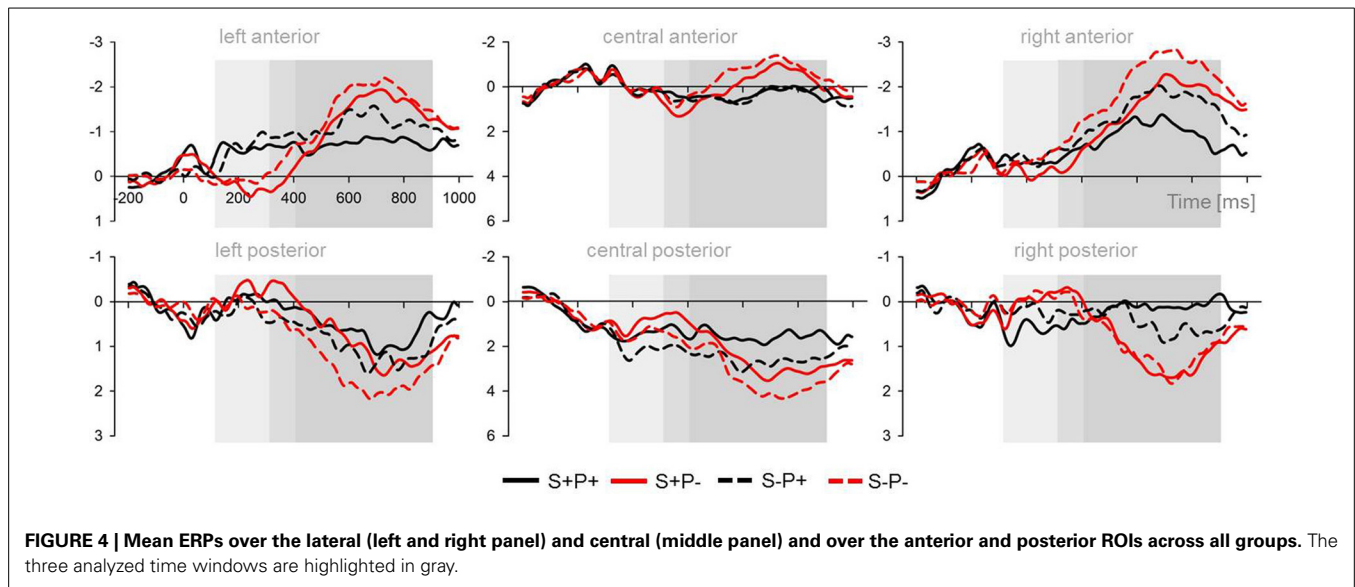 left anterior
central anterior
right anterior
-3
-2
-1
0
1
-200 0 200 400 600 800 1000
-2
0
2
4
6
-3
-2
-1
0
1
Time [ms]
left posterior
central posterior
right posterior
-1
0
1
2
3
-2
0
2
4
6
-1
0
1
2
3
S+P+ S+P- S-P+ S-P-
FIGURE 4 | Mean ERPs over the lateral (left and right panel) and central (middle panel) and over the anterior and posterior ROIs across all groups. The
three analyzed time windows are highlighted in gray.